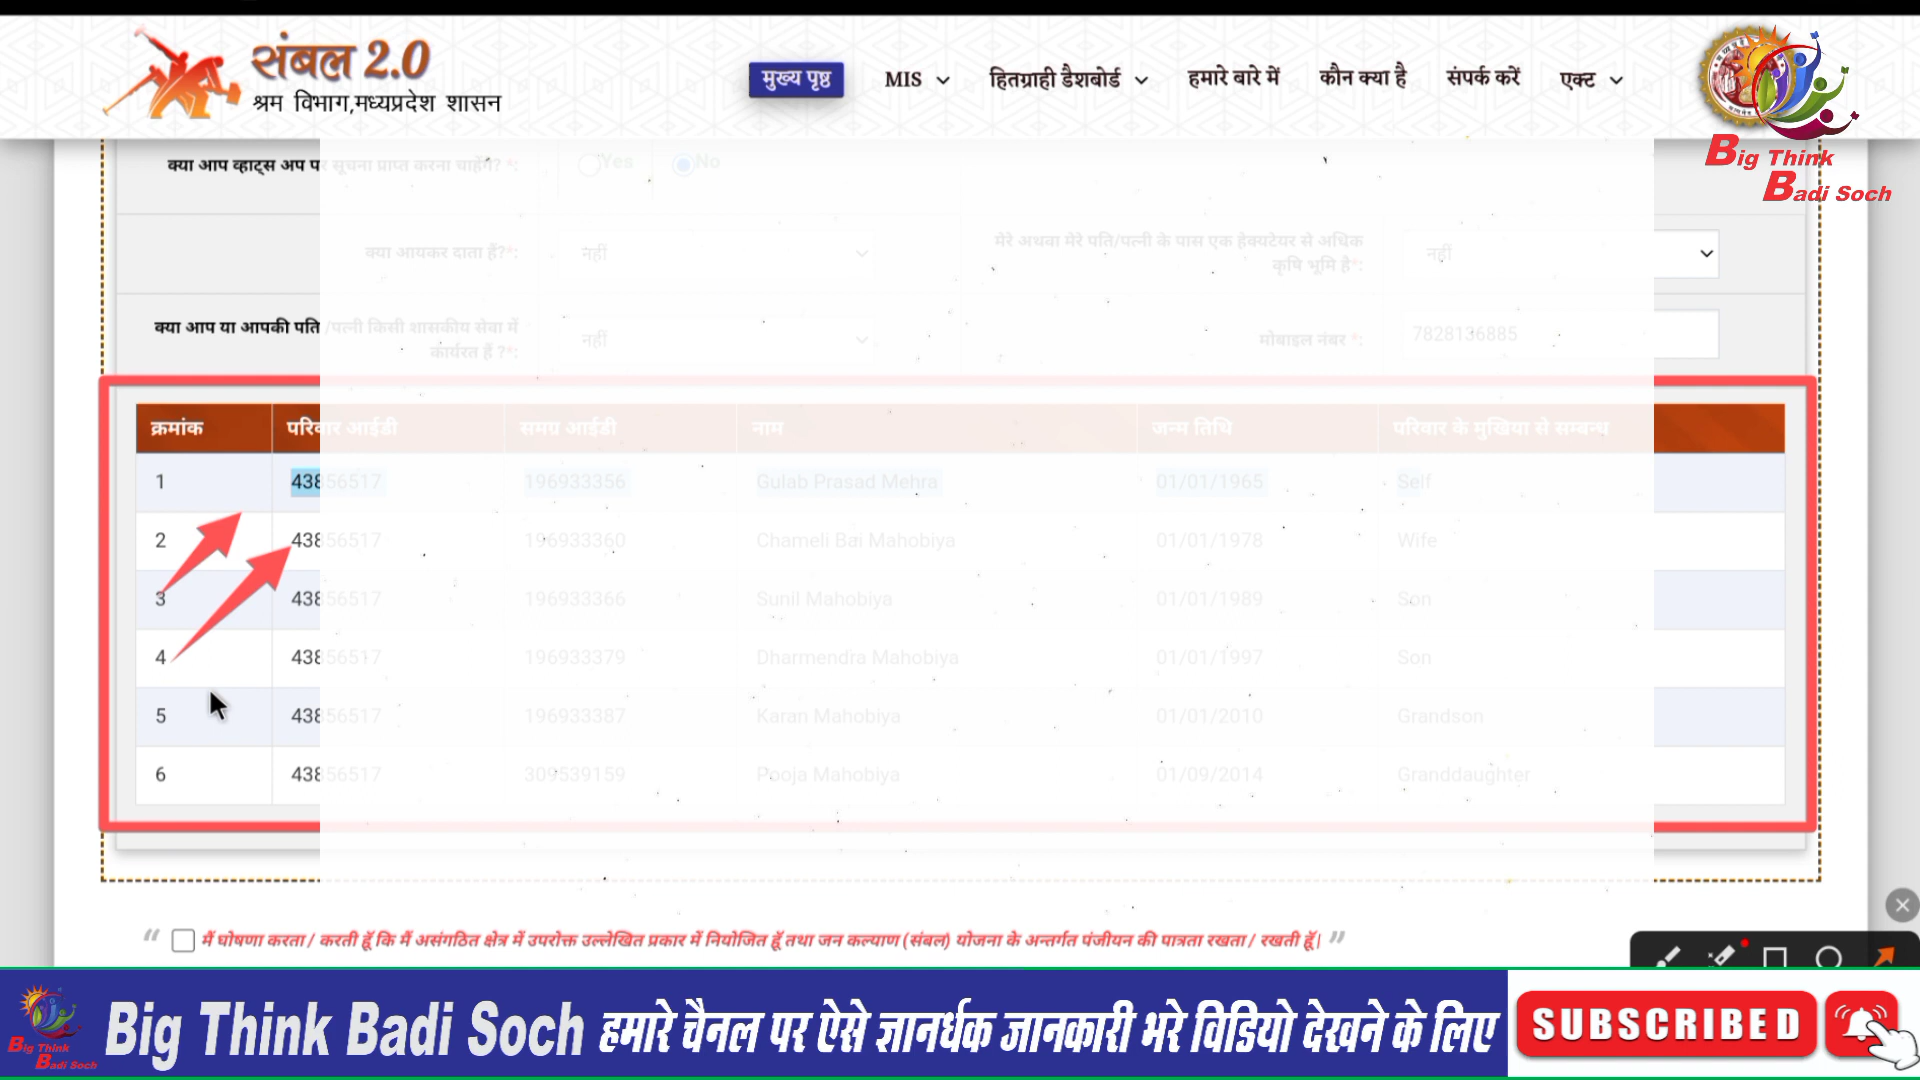 संबल 2.0
श्रम विभाग,मध्यप्रदेश शासन
मुख्य पृष्ठ MIS हितग्राही डैशबोर्ड हमारे बारे में कौन क्या है संपर्क करें एक्ट
Big Think
Badi Soch
क्या आप व्हाट्स अप पर सूचना प्राप्त करना चाहेंगे? *: Yes No
क्या आयकर दाता हैं?*: नहीं
मेरे अथवा मेरे पति/पत्नी के पास एक हेक्टेयर से अधिक
कृषि भूमि है*: नहीं
क्या आप या आपकी पति/पत्नी किसी शासकीय सेवा में
कार्यरत हैं ?*: नहीं
मोबाइल नंबर *: 7828136885
क्रमांक परिवार आईडी समग्र आईडी नाम जन्म तिथि परिवार के मुखिया से सम्बन्ध
1 43856517 196933356 Gulab Prasad Mehra 01/01/1965 Self
2 43856517 196933360 Chameli Bai Mahobiya 01/01/1978 Wife
3 43856517 196933366 Sunil Mahobiya 01/01/1989 Son
4 43856517 196933379 Dharmendra Mahobiya 01/01/1997 Son
5 43856517 196933387 Karan Mahobiya 01/01/2010 Grandson
6 43856517 309539159 Pooja Mahobiya 01/09/2014 Granddaughter
“ मैं घोषणा करता / करती हूँ कि मैं असंगठित क्षेत्र में उपरोक्त उल्लेखित प्रकार में नियोजित हूँ तथा जन कल्याण (संबल) योजना के अन्तर्गत पंजीयन की पात्रता रखता / रखती हूँ| ”
Big Think
Badi Soch
Big Think Badi Soch हमारे चैनल पर ऐसे ज्ञानर्धक जानकारी भरे विडियो देखने के लिए
SUBSCRIBED